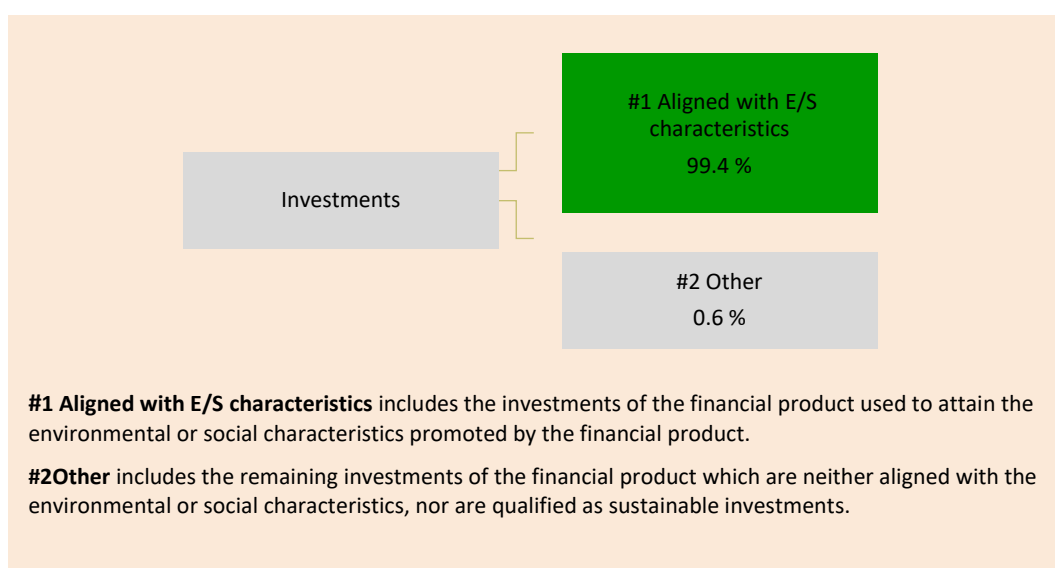 #1 Aligned with E/S
characteristics
99.4 %
Investments
#2 Other
0.6 %
#1 Aligned with E/S characteristics includes the investments of the financial product used to attain the
environmental or social characteristics promoted by the financial product.
#2Other includes the remaining investments of the financial product which are neither aligned with the
environmental or social characteristics, nor are qualified as sustainable investments.